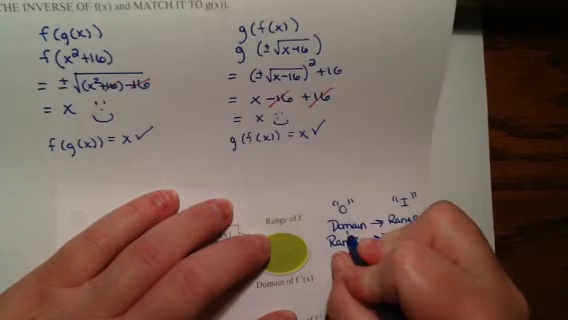 THE INVERSE OF f(x) and MATCH IT TO g(x)).
f(g(x))
f(x²+16)
= ±√(x²+16)-16
= x
f(g(x)) = x ✓
g(f(x))
g(±√x-16)
= (±√x-16)² +16
= x -16 +16
= x
g(f(x)) = x ✓
Range of f
Domain of f⁻¹(x)
"O" "I"
Domain → Range